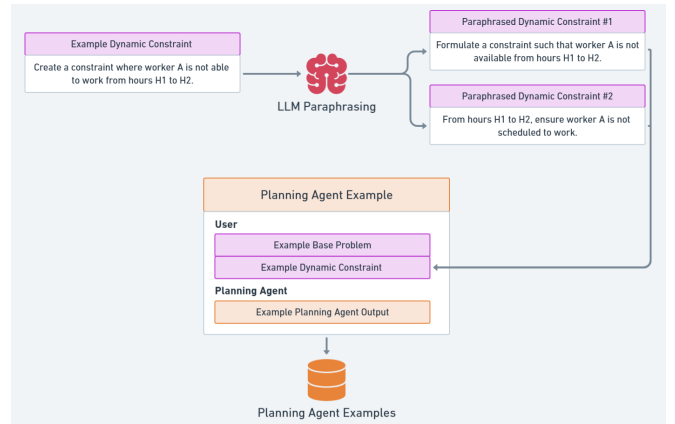 Example Dynamic Constraint
Create a constraint where worker A is not able
to work from hours H1 to H2.
LLM Paraphrasing
Paraphrased Dynamic Constraint #1
Formulate a constraint such that worker A is not
available from hours H1 to H2.
Paraphrased Dynamic Constraint #2
From hours H1 to H2, ensure worker A is not
scheduled to work.
Planning Agent Example
User
Example Base Problem
Example Dynamic Constraint
Planning Agent
Example Planning Agent Output
Planning Agent Examples